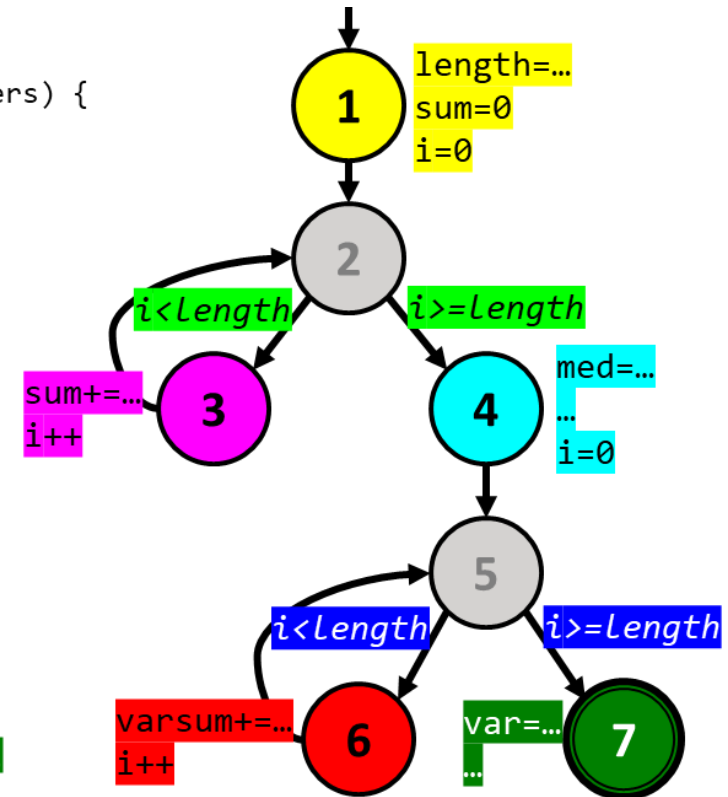 ers) {
1
length=…
sum=0
i=0
2
i<length
i>=length
sum+=…
i++
3
4
med=…
…
i=0
5
i<length
i>=length
varsum+=…
i++
6
var=…
…
7